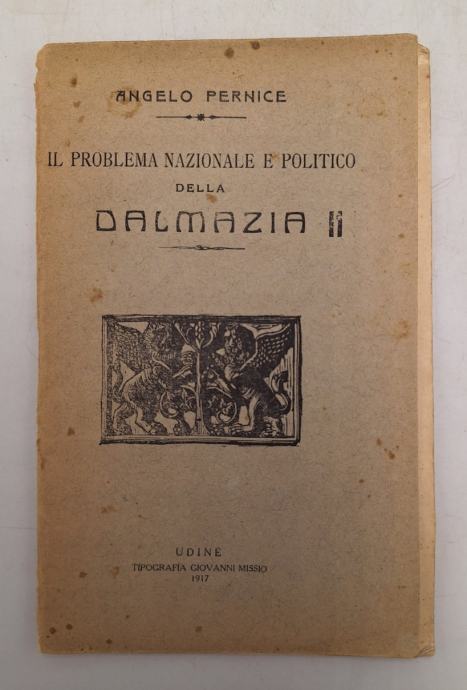 ANGELO PERNICE
IL PROBLEMA NAZIONALE E POLITICO
DELLA
DALMAZIA
UDINE
TIPOGRAFIA GIOVANNI MISSIO
1917